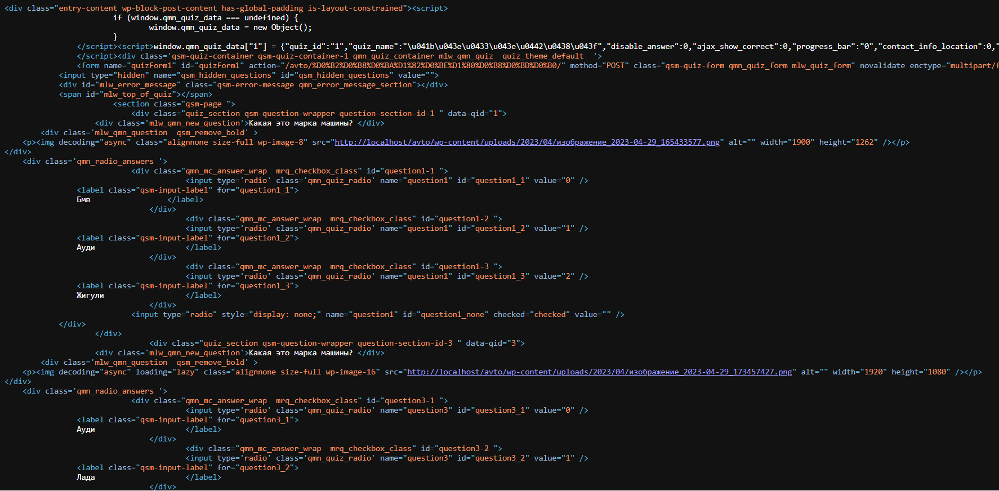 <div class="entry-content wp-block-post-content has-global-padding is-layout-constrained"><script>
if (window.qmn_quiz_data === undefined) {
window.qmn_quiz_data = new Object();
}
</script><script>window.qmn_quiz_data["1"] = {"quiz_id":"1","quiz_name":"\u041b\u043e\u0433\u043e\u0442\u0438\u043f","disable_answer":0,"ajax_show_correct":0,"progress_bar":"0","contact_info_location":0,"
</script><div class='qsm-quiz-container qsm-quiz-container-1 qmn_quiz_container mlw_qmn_quiz  quiz_theme_default  '>
<form name="quizForm1" id="quizForm1" action="/avto/%D0%B2%D0%B8%D0%BA%D1%82%D0%BE%D1%80%D0%B8%D0%BD%D0%B0/" method="POST" class="qsm-quiz-form qmn_quiz_form mlw_quiz_form" novalidate enctype="multipart/f
<input type="hidden" name="qsm_hidden_questions" id="qsm_hidden_questions" value="">
<div id="mlw_error_message" class="qsm-error-message qmn_error_message_section"></div>
<span id="mlw_top_of_quiz"></span>
<section class="qsm-page ">
<div class="quiz_section qsm-question-wrapper question-section-id-1 " data-qid="1">
<div class='mlw_qmn_new_question'>Какая это марка машины? </div>
<div class='mlw_qmn_question  qsm_remove_bold' >
<p><img decoding="async" class="alignnone size-full wp-image-8" src="http://localhost/avto/wp-content/uploads/2023/04/изображение_2023-04-29_165433577.png" alt="" width="1900" height="1262" /></p>
</div>
<div class='qmn_radio_answers '>
<div class="qmn_mc_answer_wrap  mrq_checkbox_class" id="question1-1 ">
<input type='radio' class='qmn_quiz_radio' name="question1" id="question1_1" value="0" />
<label class="qsm-input-label" for="question1_1">
Бмв </label>
</div>
<div class="qmn_mc_answer_wrap  mrq_checkbox_class" id="question1-2 ">
<input type='radio' class='qmn_quiz_radio' name="question1" id="question1_2" value="1" />
<label class="qsm-input-label" for="question1_2">
Ауди </label>
</div>
<div class="qmn_mc_answer_wrap  mrq_checkbox_class" id="question1-3 ">
<input type='radio' class='qmn_quiz_radio' name="question1" id="question1_3" value="2" />
<label class="qsm-input-label" for="question1_3">
Жигули </label>
</div>
<input type="radio" style="display: none;" name="question1" id="question1_none" checked="checked" value="" />
</div>
</div>
<div class="quiz_section qsm-question-wrapper question-section-id-3 " data-qid="3">
<div class='mlw_qmn_new_question'>Какая это марка машины? </div>
<div class='mlw_qmn_question  qsm_remove_bold' >
<p><img decoding="async" loading="lazy" class="alignnone size-full wp-image-16" src="http://localhost/avto/wp-content/uploads/2023/04/изображение_2023-04-29_173457427.png" alt="" width="1920" height="1080" /></p>
</div>
<div class='qmn_radio_answers '>
<div class="qmn_mc_answer_wrap  mrq_checkbox_class" id="question3-1 ">
<input type='radio' class='qmn_quiz_radio' name="question3" id="question3_1" value="0" />
<label class="qsm-input-label" for="question3_1">
Ауди </label>
</div>
<div class="qmn_mc_answer_wrap  mrq_checkbox_class" id="question3-2 ">
<input type='radio' class='qmn_quiz_radio' name="question3" id="question3_2" value="1" />
<label class="qsm-input-label" for="question3_2">
Лада </label>
</div>